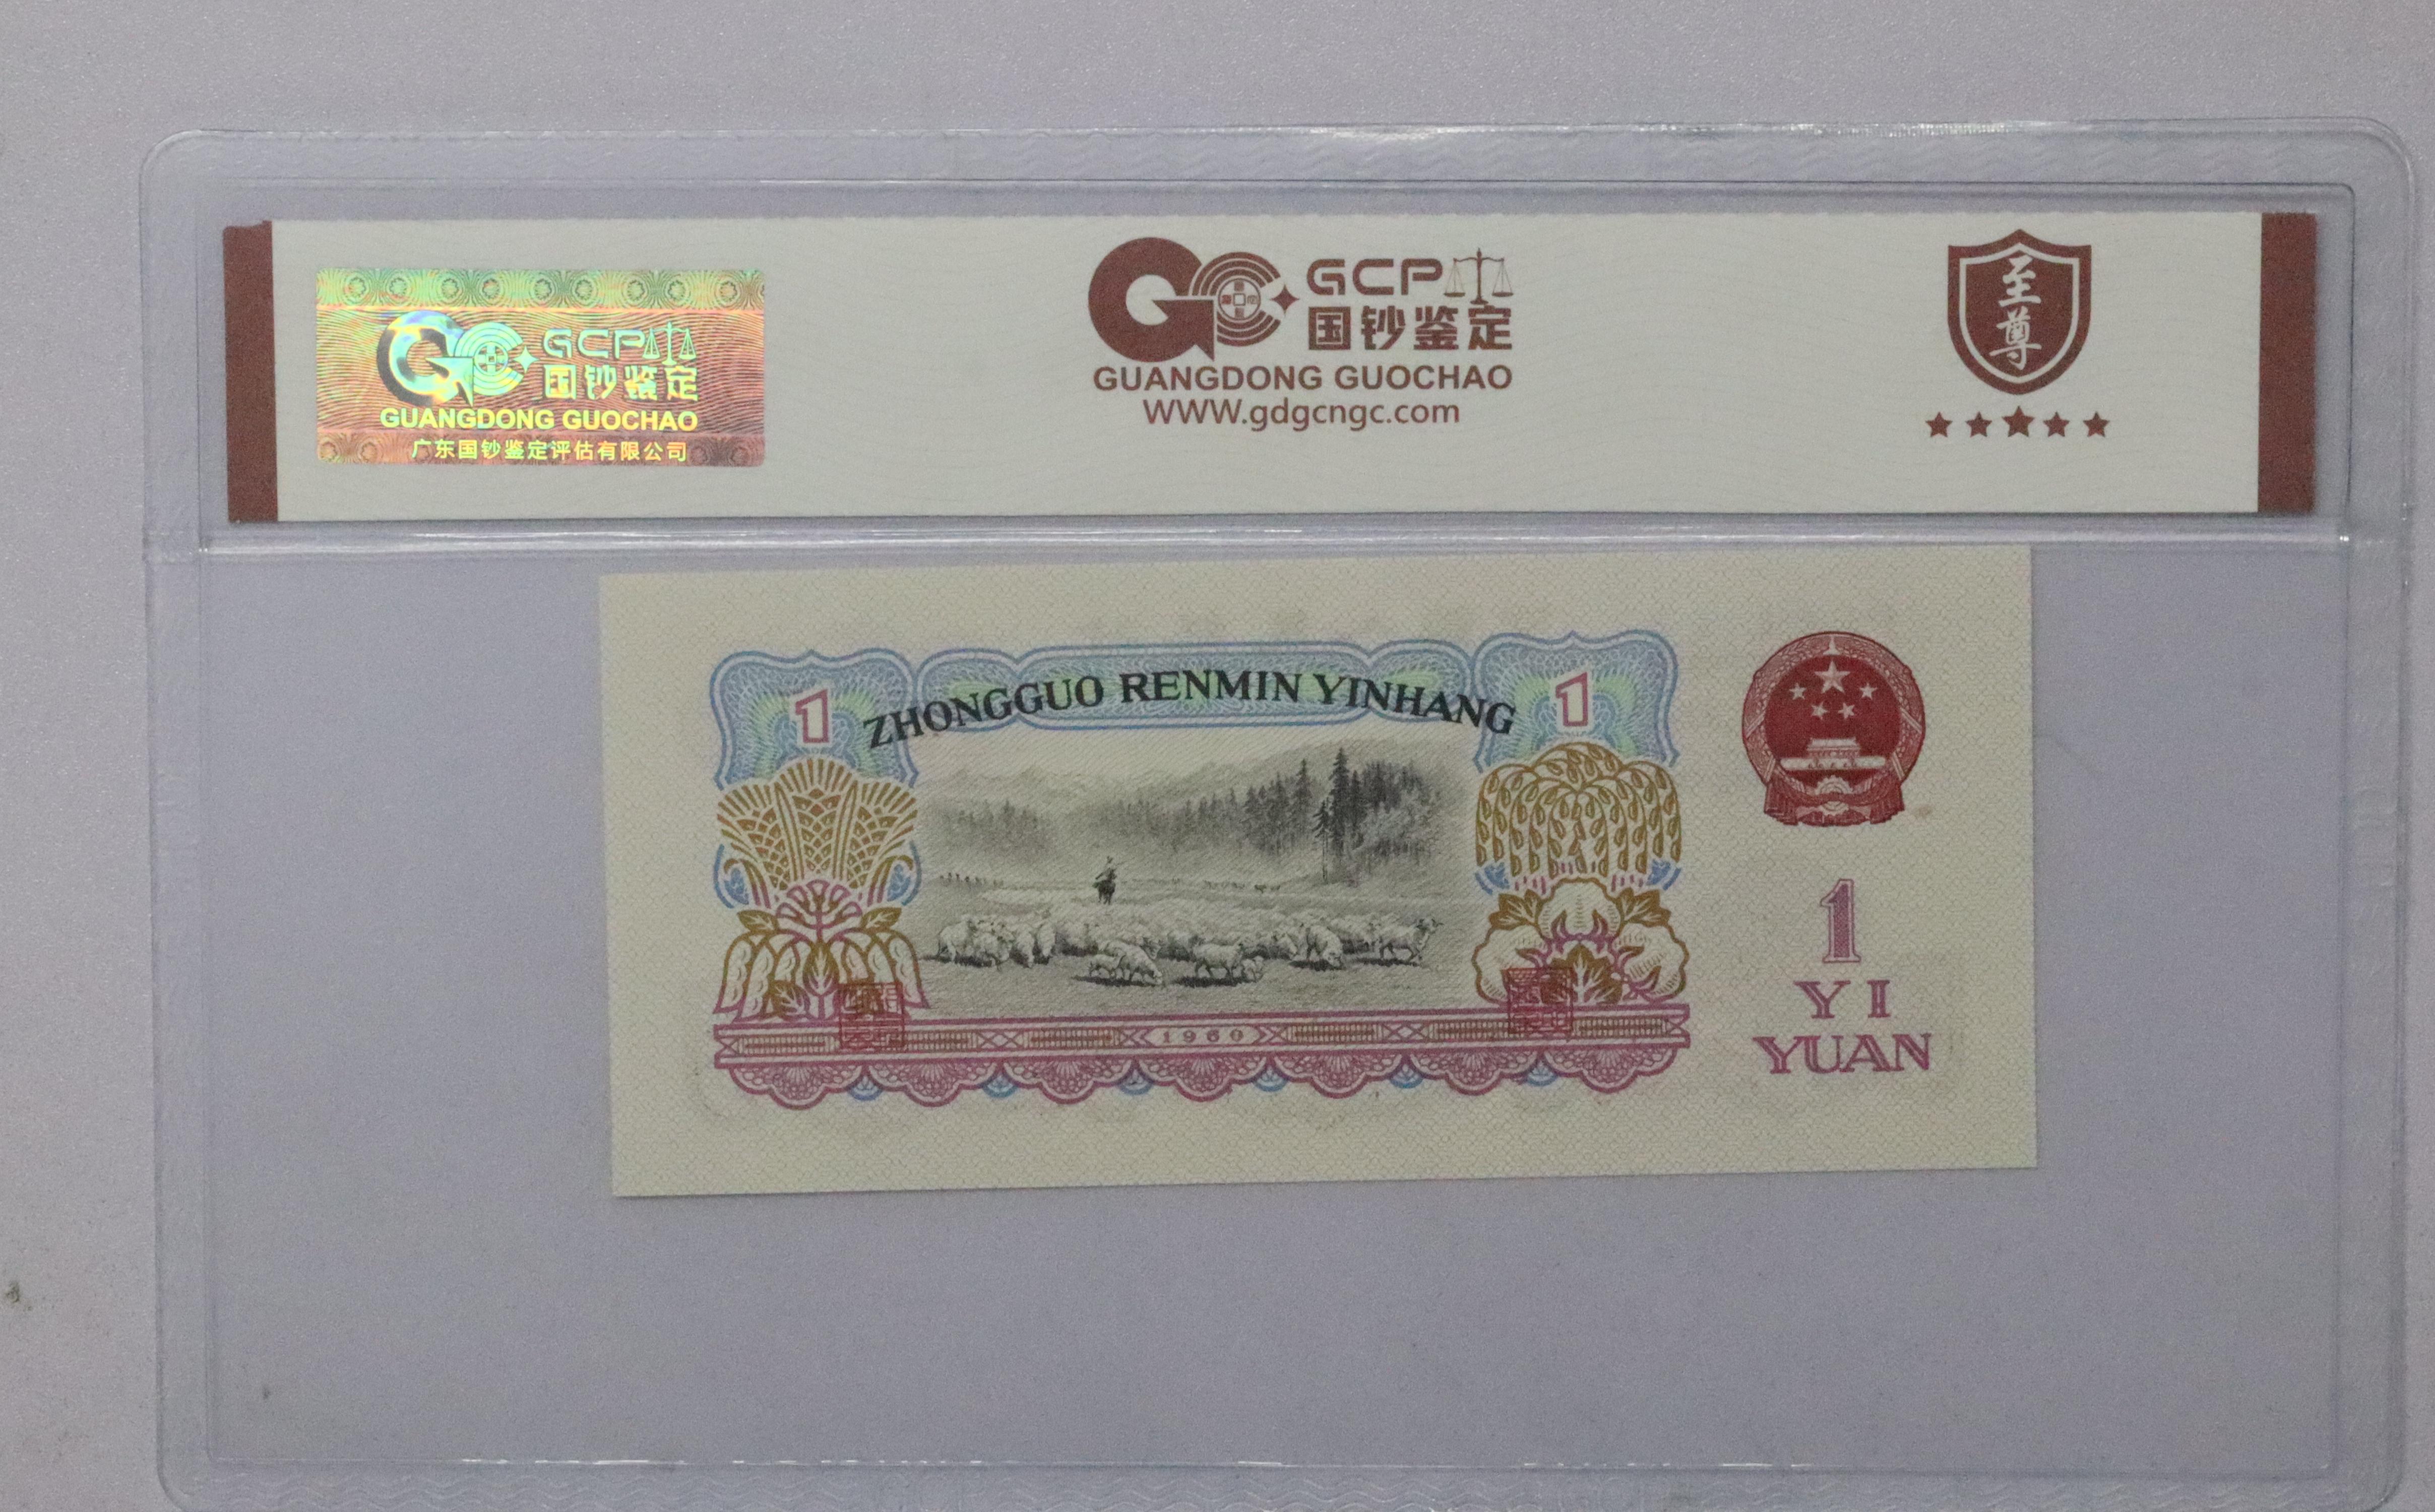 GCP
国钞鉴定
GUANGDONG GUOCHAO
广东国钞鉴定评估有限公司
GCP
国钞鉴定
GUANGDONG GUOCHAO
WWW.gdgcngc.com
至
尊
1 ZHONGGUO RENMIN YINHANG 1
1
YI
YUAN
1960